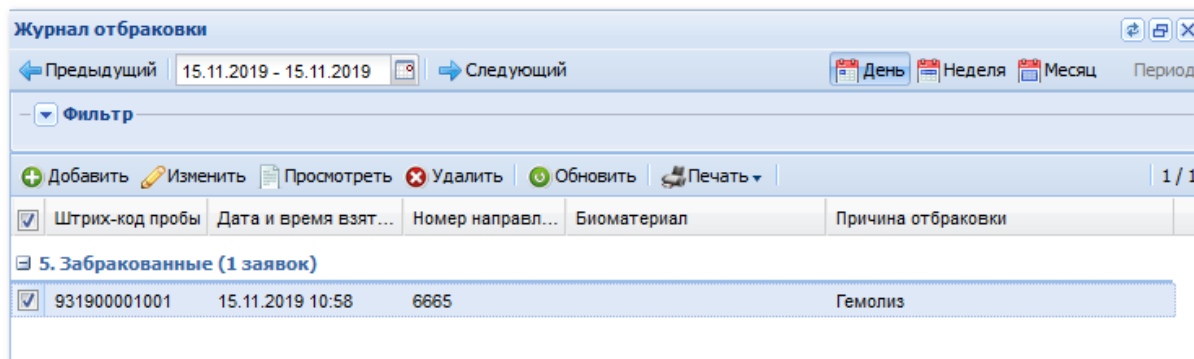 Журнал отбраковки
Предыдущий 15.11.2019 - 15.11.2019 Следующий День Неделя Месяц Период
Фильтр
Добавить Изменить Просмотреть Удалить Обновить Печать 1 / 1
Штрих-код пробы Дата и время взят... Номер направл... Биоматериал Причина отбраковки
5. Забракованные (1 заявок)
931900001001 15.11.2019 10:58 6665 Гемолиз